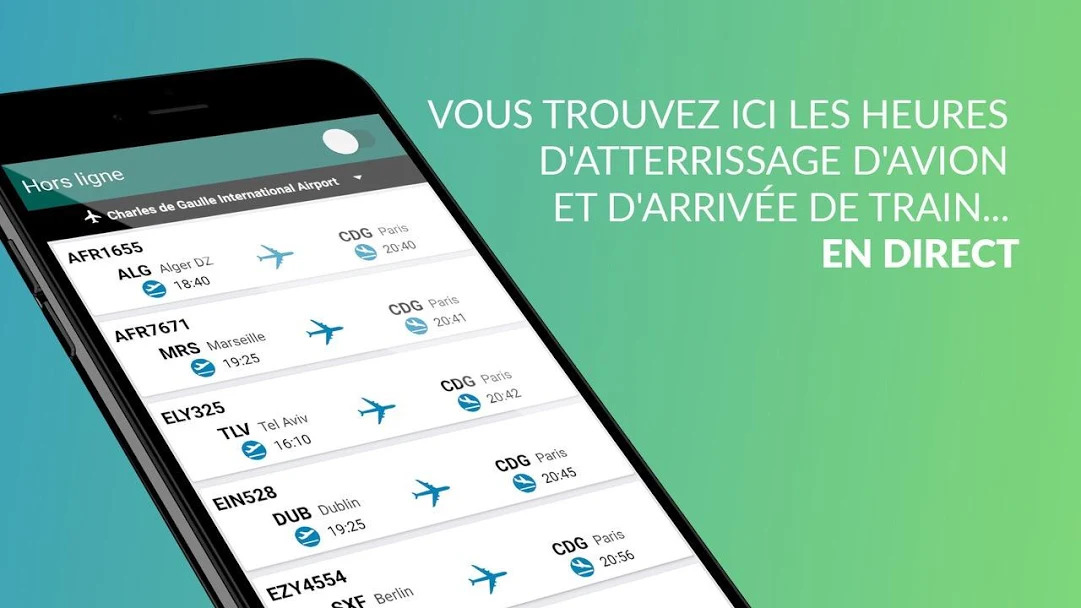 VOUS TROUVEZ ICI LES HEURES
D'ATTERRISSAGE D'AVION
ET D'ARRIVÉE DE TRAIN...
EN DIRECT
Hors ligne
Charles de Gaulle International Airport
AFR1655
ALG Alger DZ CDG Paris
18:40 20:40
AFR7671
MRS Marseille CDG Paris
19:25 20:41
ELY325
TLV Tel Aviv CDG Paris
16:10 20:42
EIN528
DUB Dublin CDG Paris
19:25 20:45
EZY4554
SXF Berlin CDG Paris
20:56